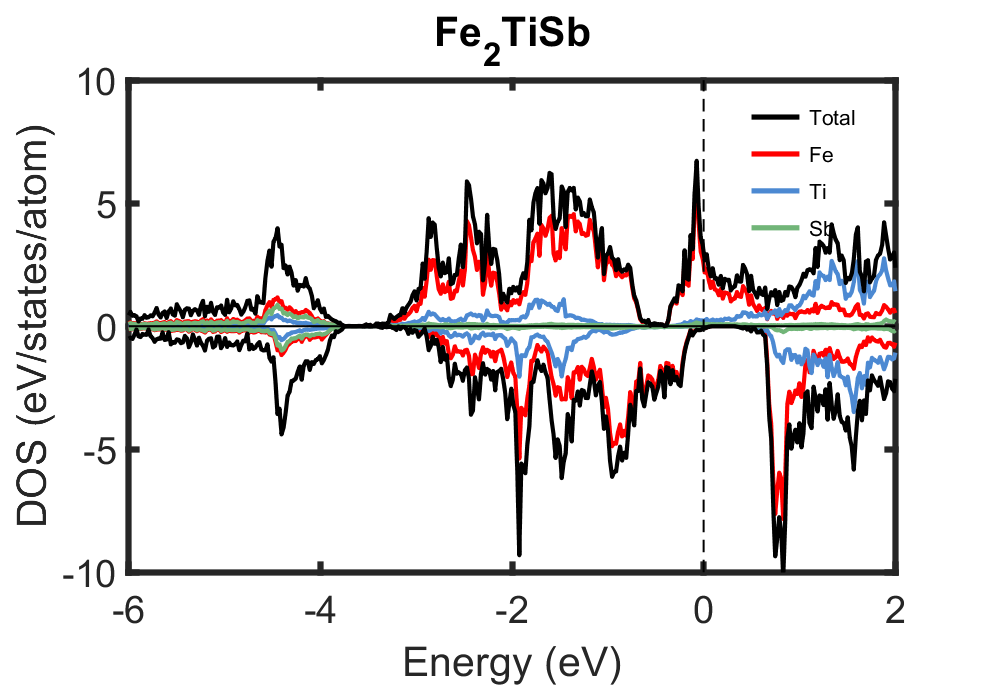 Fe2TiSb
10
5
0
-5
-10
DOS (eV/states/atom)
Total
Fe
Ti
Sb
-6 -4 -2 0 2
Energy (eV)